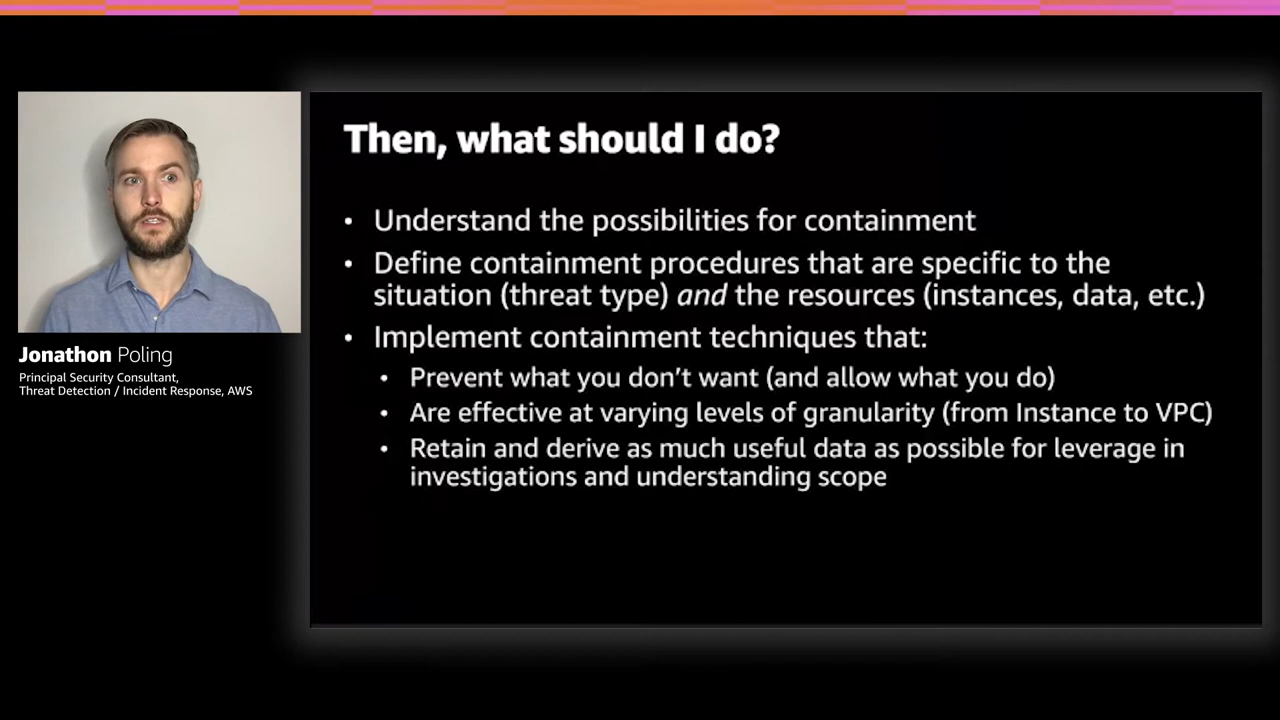 Then, what should I do?
• Understand the possibilities for containment
• Define containment procedures that are specific to the
situation (threat type) and the resources (instances, data, etc.)
• Implement containment techniques that:
• Prevent what you don’t want (and allow what you do)
• Are effective at varying levels of granularity (from Instance to VPC)
• Retain and derive as much useful data as possible for leverage in
investigations and understanding scope
Jonathon Poling
Principal Security Consultant,
Threat Detection / Incident Response, AWS